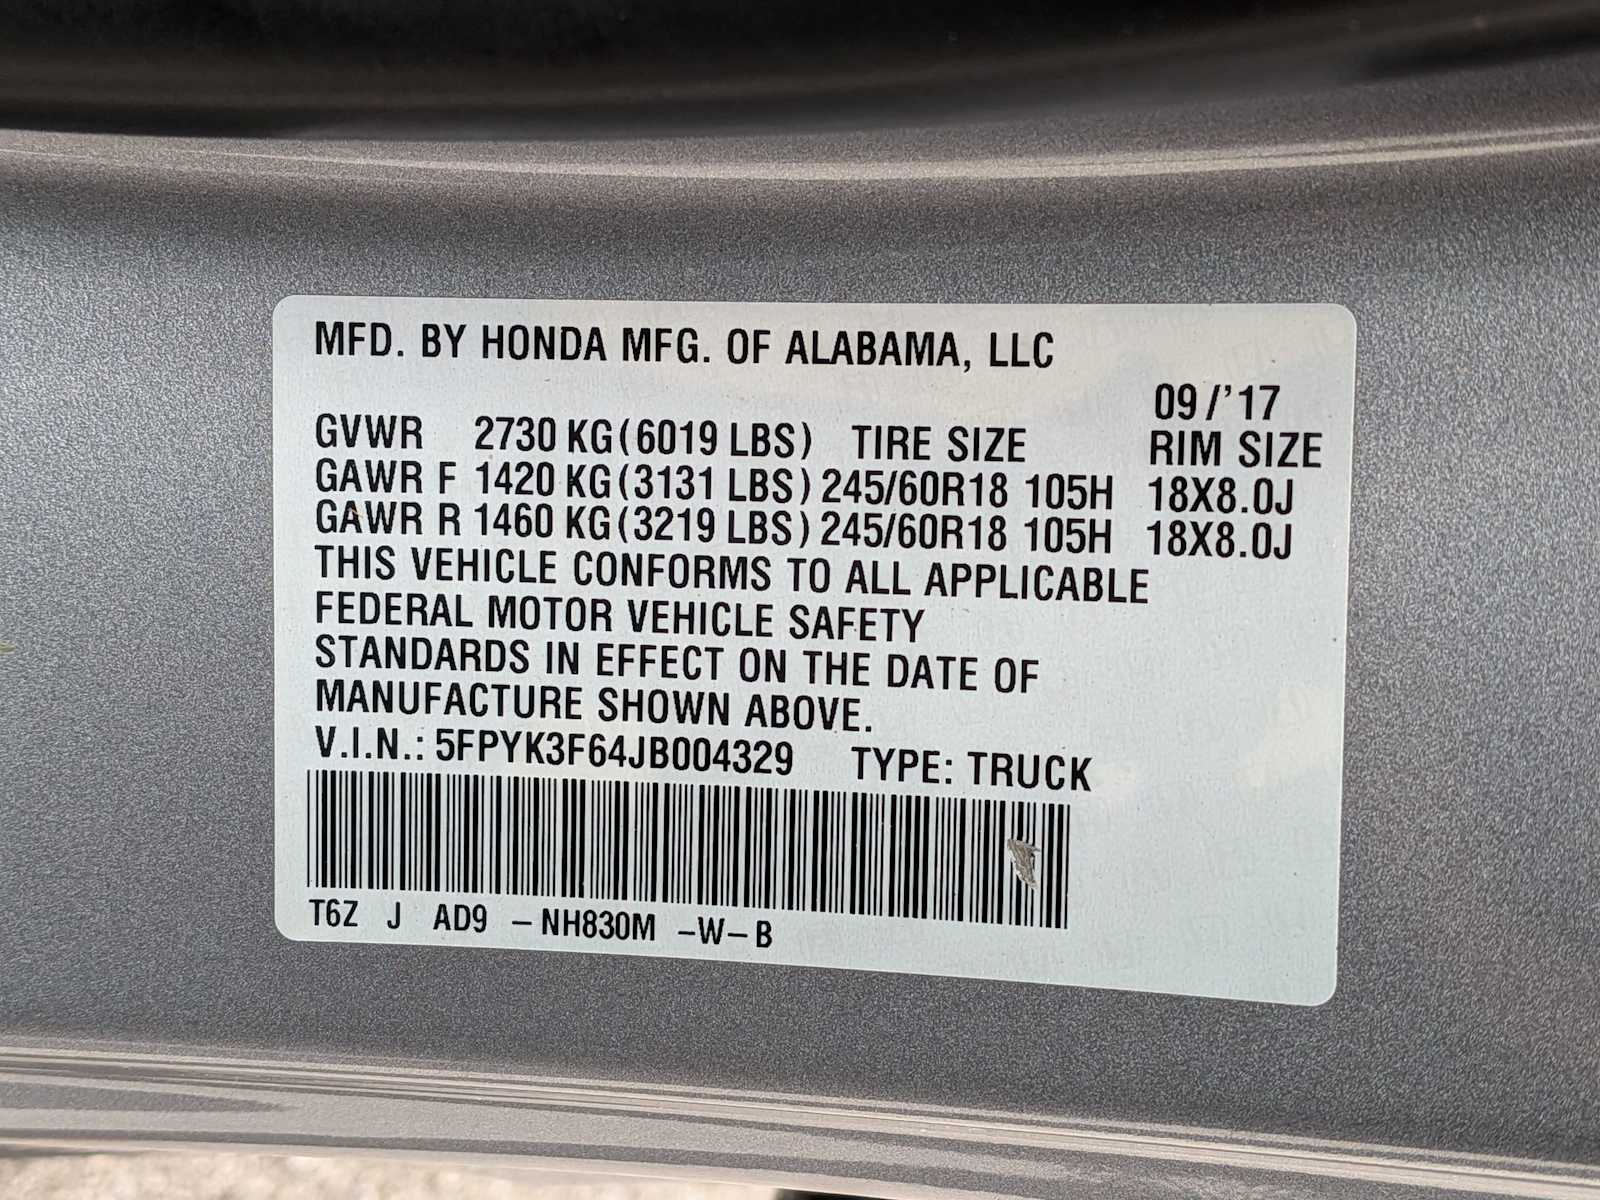 MFD. BY HONDA MFG. OF ALABAMA, LLC
09/'17
GVWR 2730 KG(6019 LBS) TIRE SIZE RIM SIZE
GAWR F 1420 KG(3131 LBS) 245/60R18 105H 18X8.0J
GAWR R 1460 KG(3219 LBS) 245/60R18 105H 18X8.0J
THIS VEHICLE CONFORMS TO ALL APPLICABLE
FEDERAL MOTOR VEHICLE SAFETY
STANDARDS IN EFFECT ON THE DATE OF
MANUFACTURE SHOWN ABOVE.
V.I.N.: 5FPYK3F64JB004329 TYPE: TRUCK
T6Z J AD9 -NH830M -W-B